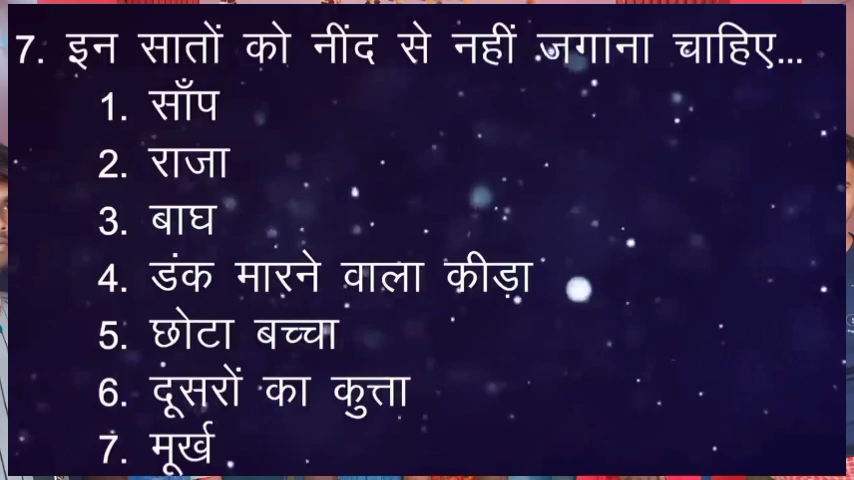 7. इन सातों को नींद से नहीं जगाना चाहिए...
1. साँप
2. राजा
3. बाघ
4. डंक मारने वाला कीड़ा
5. छोटा बच्चा
6. दूसरों का कुत्ता
7. मूर्ख